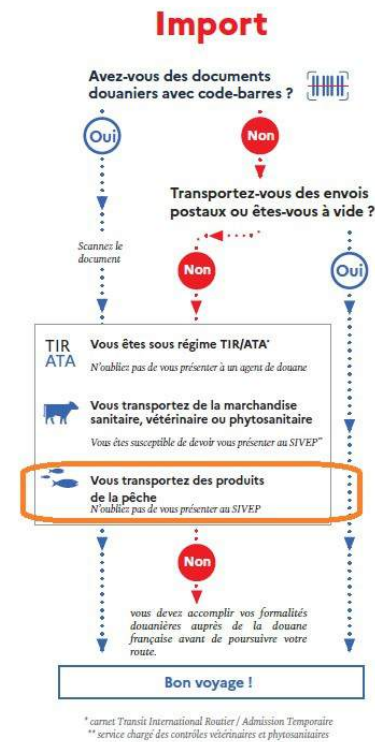 Import
Avez-vous des documents
douaniers avec code-barres ?
Oui
Non
Transportez-vous des envois
postaux ou êtes-vous à vide ?
Scannez le
document
Non
Oui
TIR
ATA
Vous êtes sous régime TIR/ATA*
N'oubliez pas de vous présenter à un agent de douane
Vous transportez de la marchandise
sanitaire, vétérinaire ou phytosanitaire
Vous êtes susceptible de devoir vous présenter au SIVEP**
Vous transportez des produits
de la pêche
N'oubliez pas de vous présenter au SIVEP
Non
vous devez accomplir vos formalités
douanières auprès de la douane
française avant de poursuivre votre
route.
Bon voyage !
* carnet Transit International Routier / Admission Temporaire
** service chargé des contrôles vétérinaires et phytosanitaires